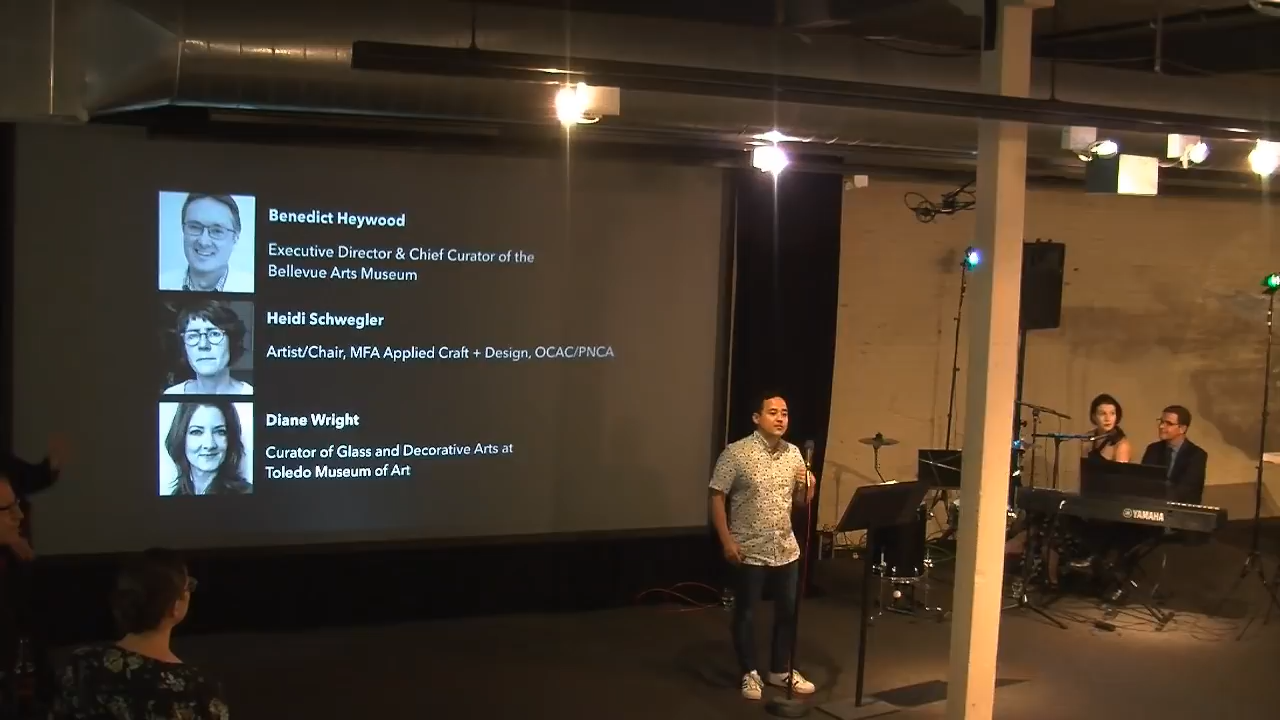 Benedict Heywood
Executive Director & Chief Curator of the
Bellevue Arts Museum
Heidi Schwegler
Artist/Chair, MFA Applied Craft + Design, OCAC/PNCA
Diane Wright
Curator of Glass and Decorative Arts at
Toledo Museum of Art
YAMAHA